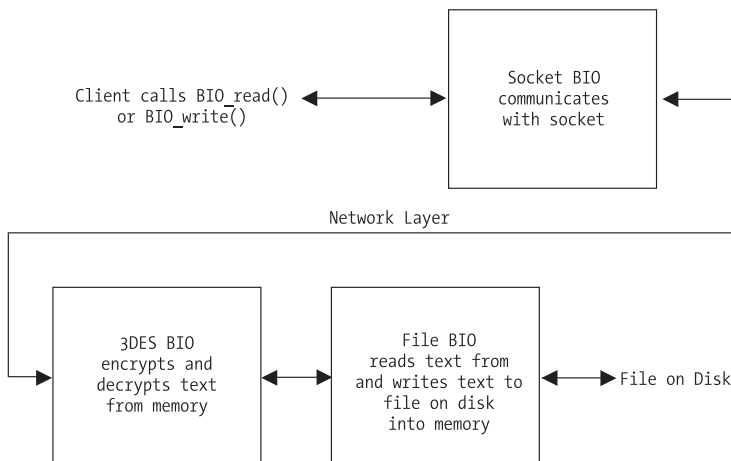 Client calls BIO_read()
or BIO_write()
Socket BIO
communicates
with socket
Network Layer
3DES BIO
encrypts and
decrypts text
from memory
File BIO
reads text from
and writes text to
file on disk
into memory
File on Disk